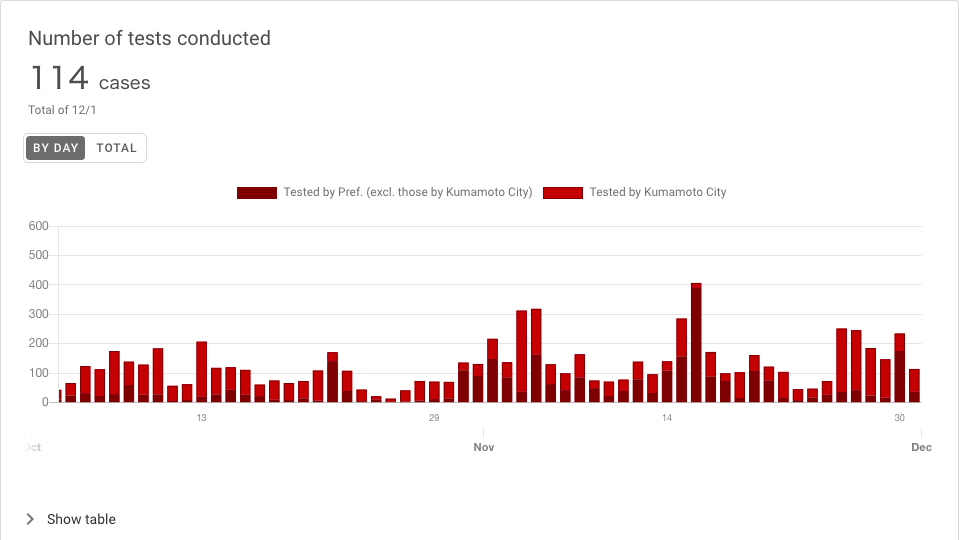 Number of tests conducted
114 cases
Total of 12/1
BY DAY TOTAL
Tested by Pref. (excl. those by Kumamoto City) Tested by Kumamoto City
600
500
400
300
200
100
0
13 29 14 30
Oct Nov Dec
Show table